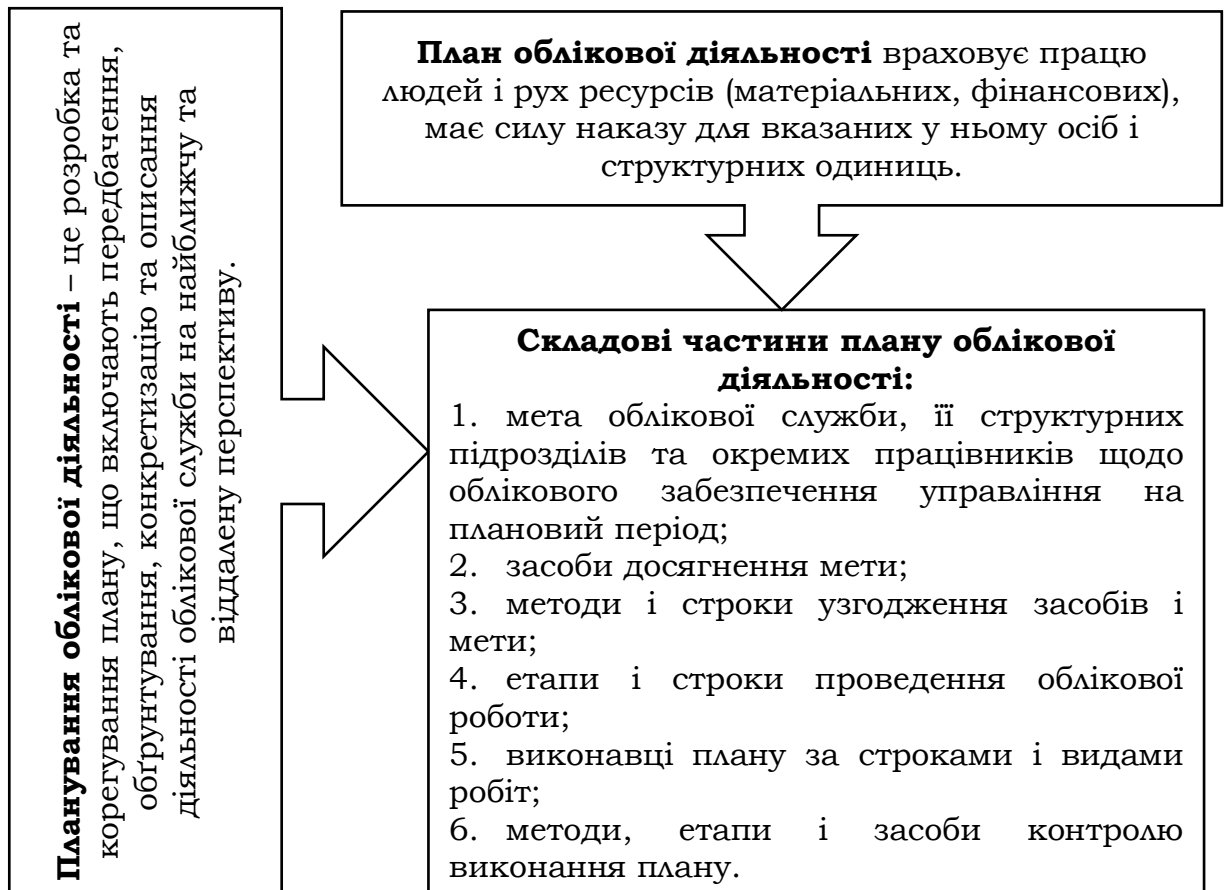 Планування облікової діяльності – це розробка та
корегування плану, що включають передбачення,
обґрунтування, конкретизацію та описання
діяльності облікової служби на найближчу та
віддалену перспективу.
План облікової діяльності враховує працю
людей і рух ресурсів (матеріальних, фінансових),
має силу наказу для вказаних у ньому осіб і
структурних одиниць.
Складові частини плану облікової
діяльності:
1. мета облікової служби, її структурних
підрозділів та окремих працівників щодо
облікового забезпечення управління на
плановий період;
2. засоби досягнення мети;
3. методи і строки узгодження засобів і
мети;
4. етапи і строки проведення облікової
роботи;
5. виконавці плану за строками і видами
робіт;
6. методи, етапи і засоби контролю
виконання плану.